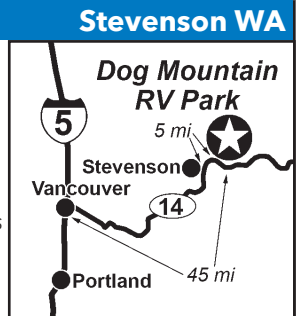 Stevenson WA
Dog Mountain
RV Park
5
5 mi
Stevenson
Vancouver
14
45 mi
Portland